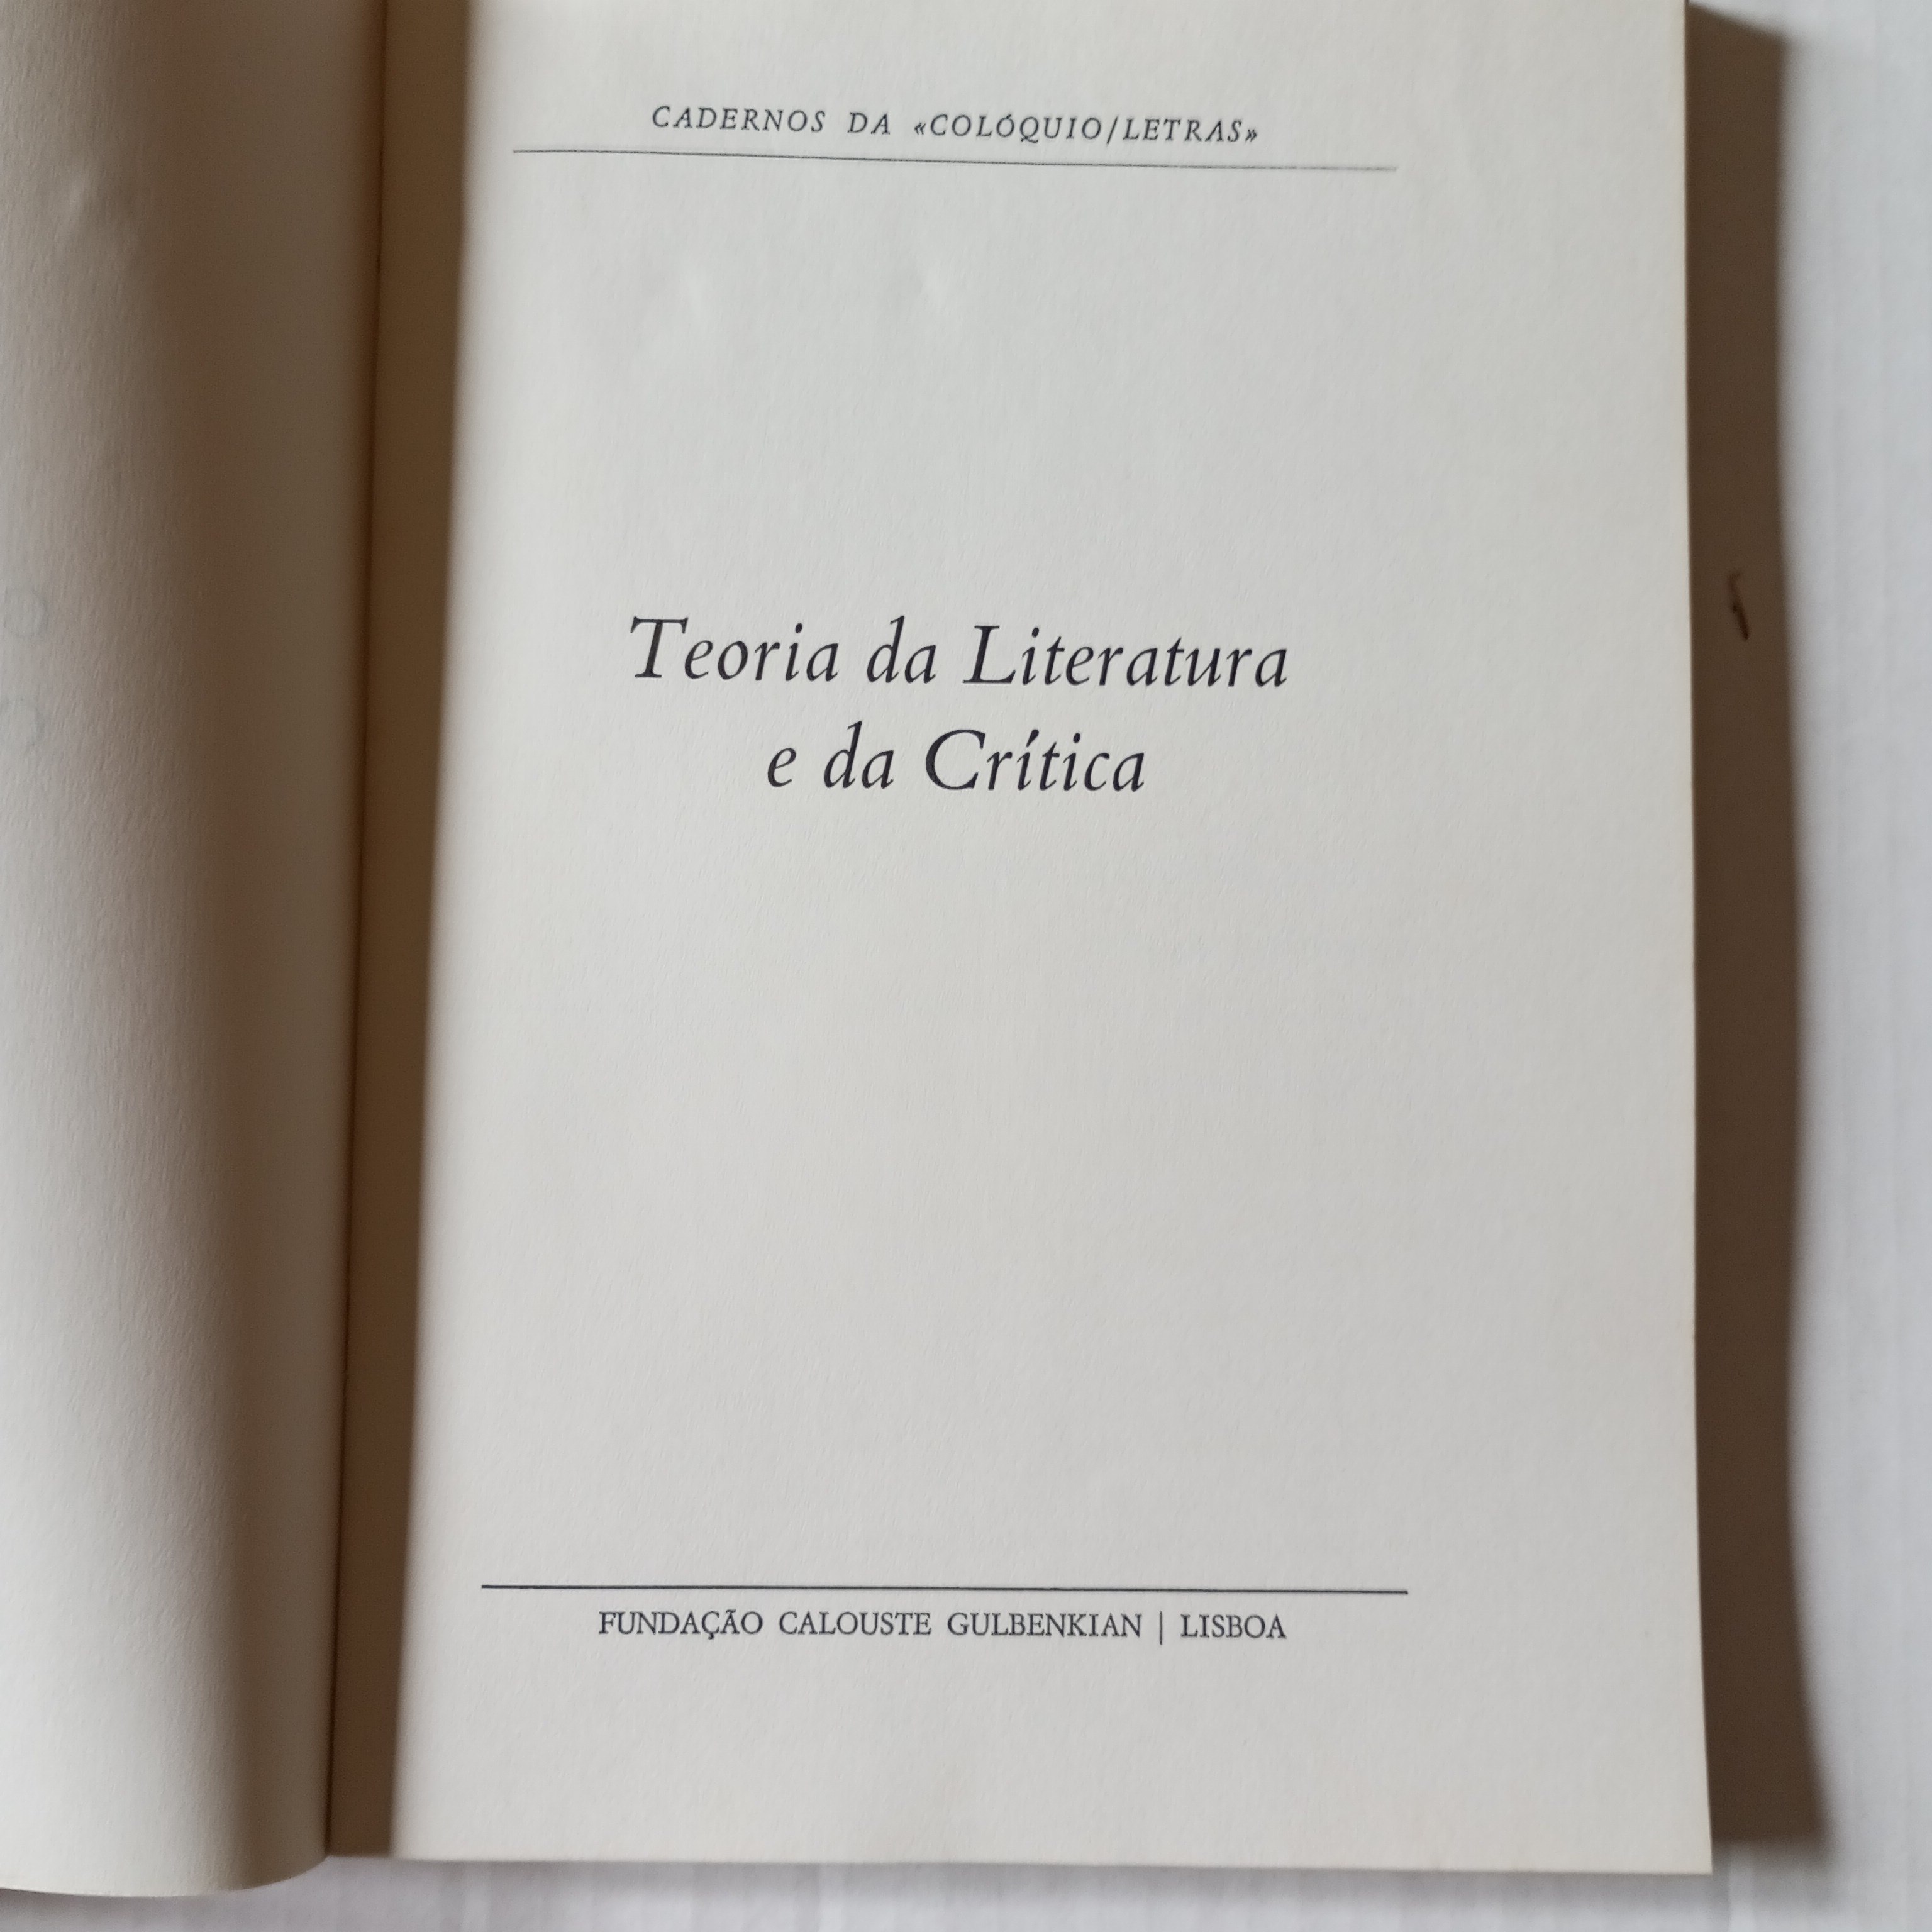 CADERNOS DA «COLÓQUIO/LETRAS»
Teoria da Literatura
e da Crítica
FUNDAÇÃO CALOUSTE GULBENKIAN | LISBOA